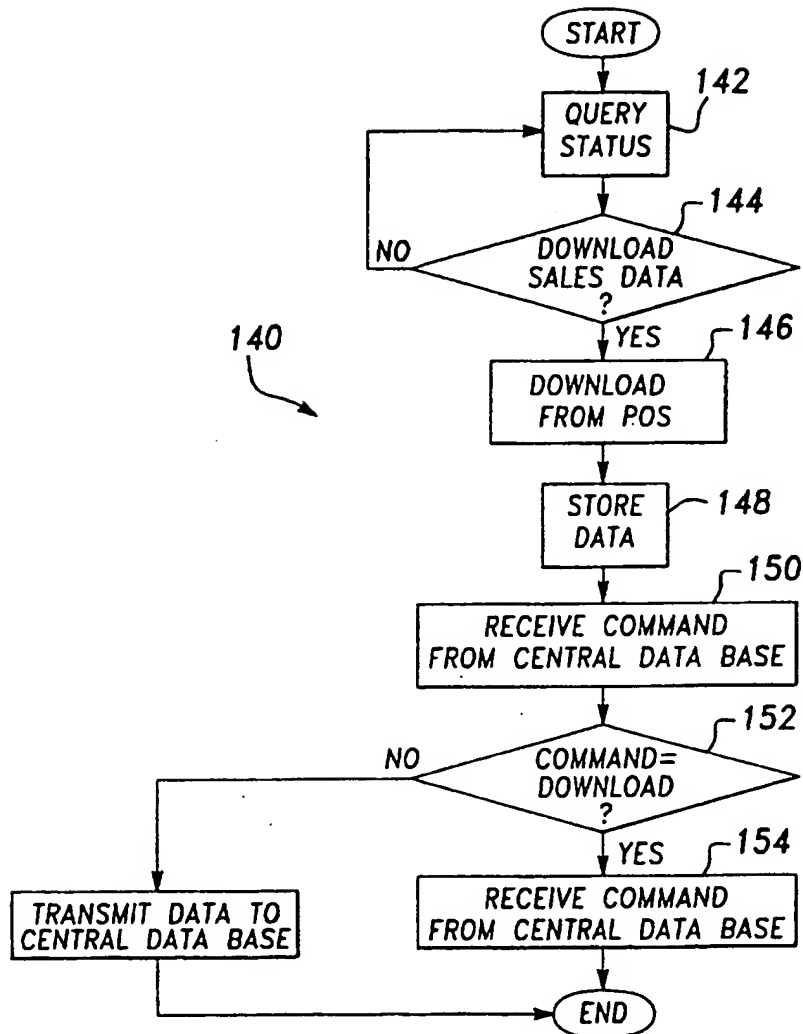 START
142
QUERY
STATUS
144
NO
DOWNLOAD
SALES DATA
?
YES
146
140
DOWNLOAD
FROM POS
STORE
DATA
148
150
RECEIVE COMMAND
FROM CENTRAL DATA BASE
152
NO
COMMAND=
DOWNLOAD
?
YES
154
TRANSMIT DATA TO
CENTRAL DATA BASE
RECEIVE COMMAND
FROM CENTRAL DATA BASE
END